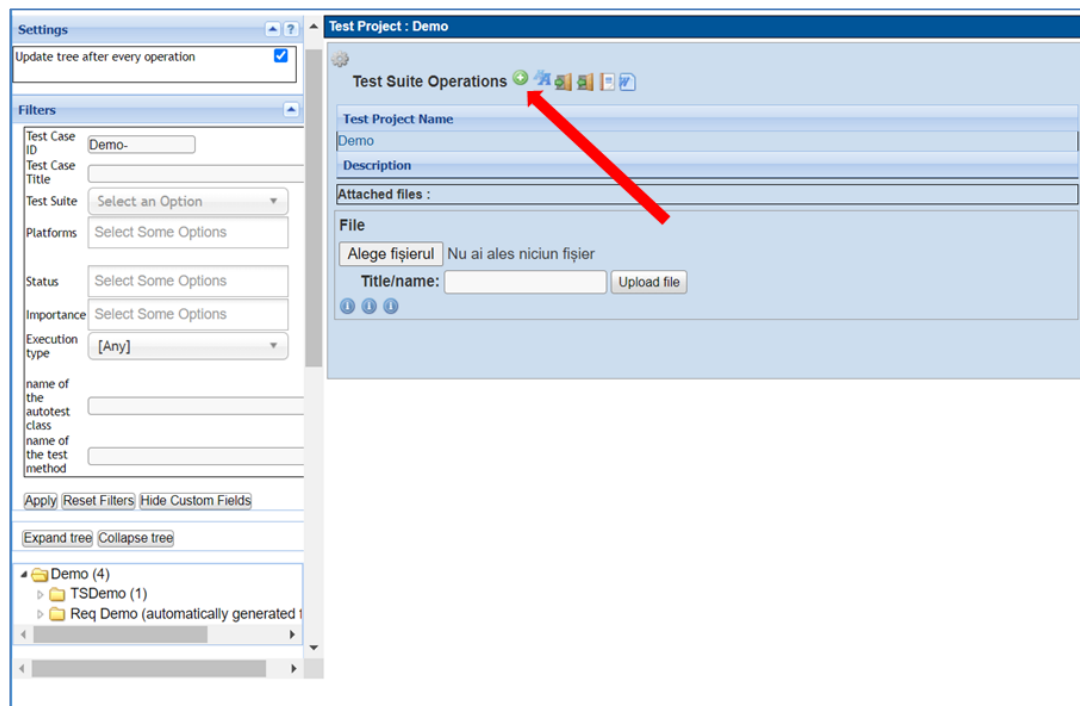 Settings
?
Update tree after every operation
Filters
Test Case
ID
Demo-
Test Case
Title
Test Suite
Select an Option
Platforms
Select Some Options
Status
Select Some Options
Importance
Select Some Options
Execution
type
[Any]
name of
the
autotest
class
name of
the test
method
Apply
Reset Filters
Hide Custom Fields
Expand tree
Collapse tree
Demo (4)
TSDemo (1)
Req Demo (automatically generated
Test Project : Demo
Test Suite Operations
Test Project Name
Demo
Description
Attached files :
File
Alege fișierul
Nu ai ales niciun fișier
Title/name:
Upload file